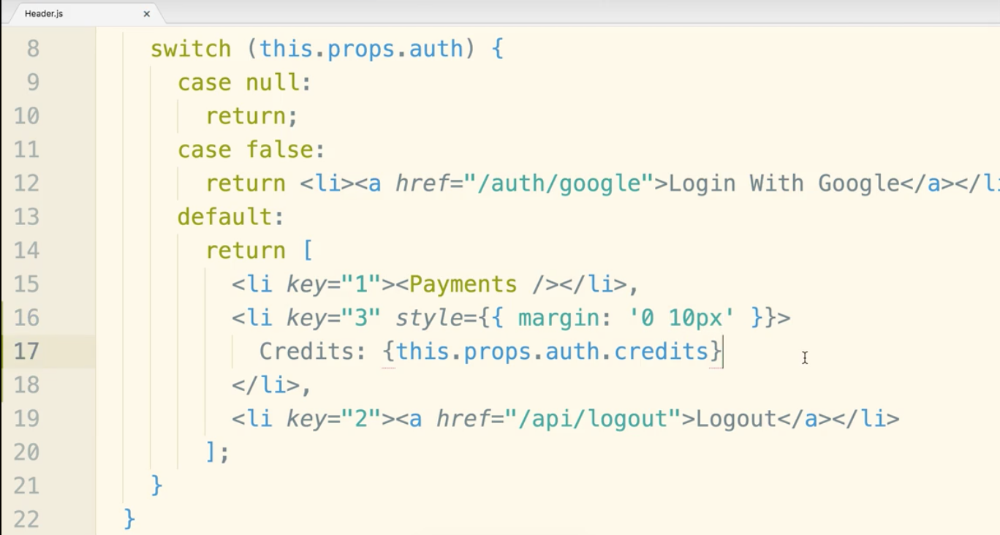 Header.js ×
8 switch (this.props.auth) {
9 case null:
10 return;
11 case false:
12 return <li><a href="/auth/google">Login With Google</a></li
13 default:
14 return [
15 <li key="1"><Payments /></li>,
16 <li key="3" style={{ margin: '0 10px' }}>
17 Credits: {this.props.auth.credits}
18 </li>,
19 <li key="2"><a href="/api/logout">Logout</a></li>
20 ];
21 }
22 }